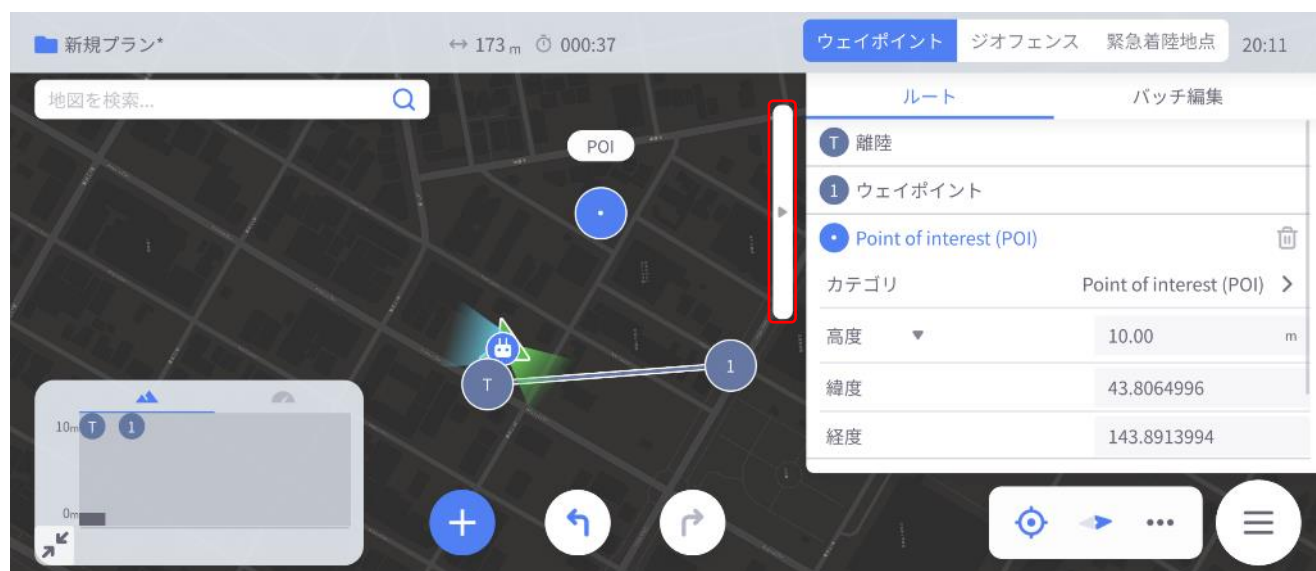 新規プラン*
173 m
000:37
ウェイポイント
ジオフェンス
緊急着陸地点
20:11
地図を検索...
ルート
バッチ編集
POI
T 離陸
1 ウェイポイント
Point of interest (POI)
カテゴリ Point of interest (POI)
高度 10.00 m
緯度 43.8064996
経度 143.8913994
T
1
10m T 1
0m